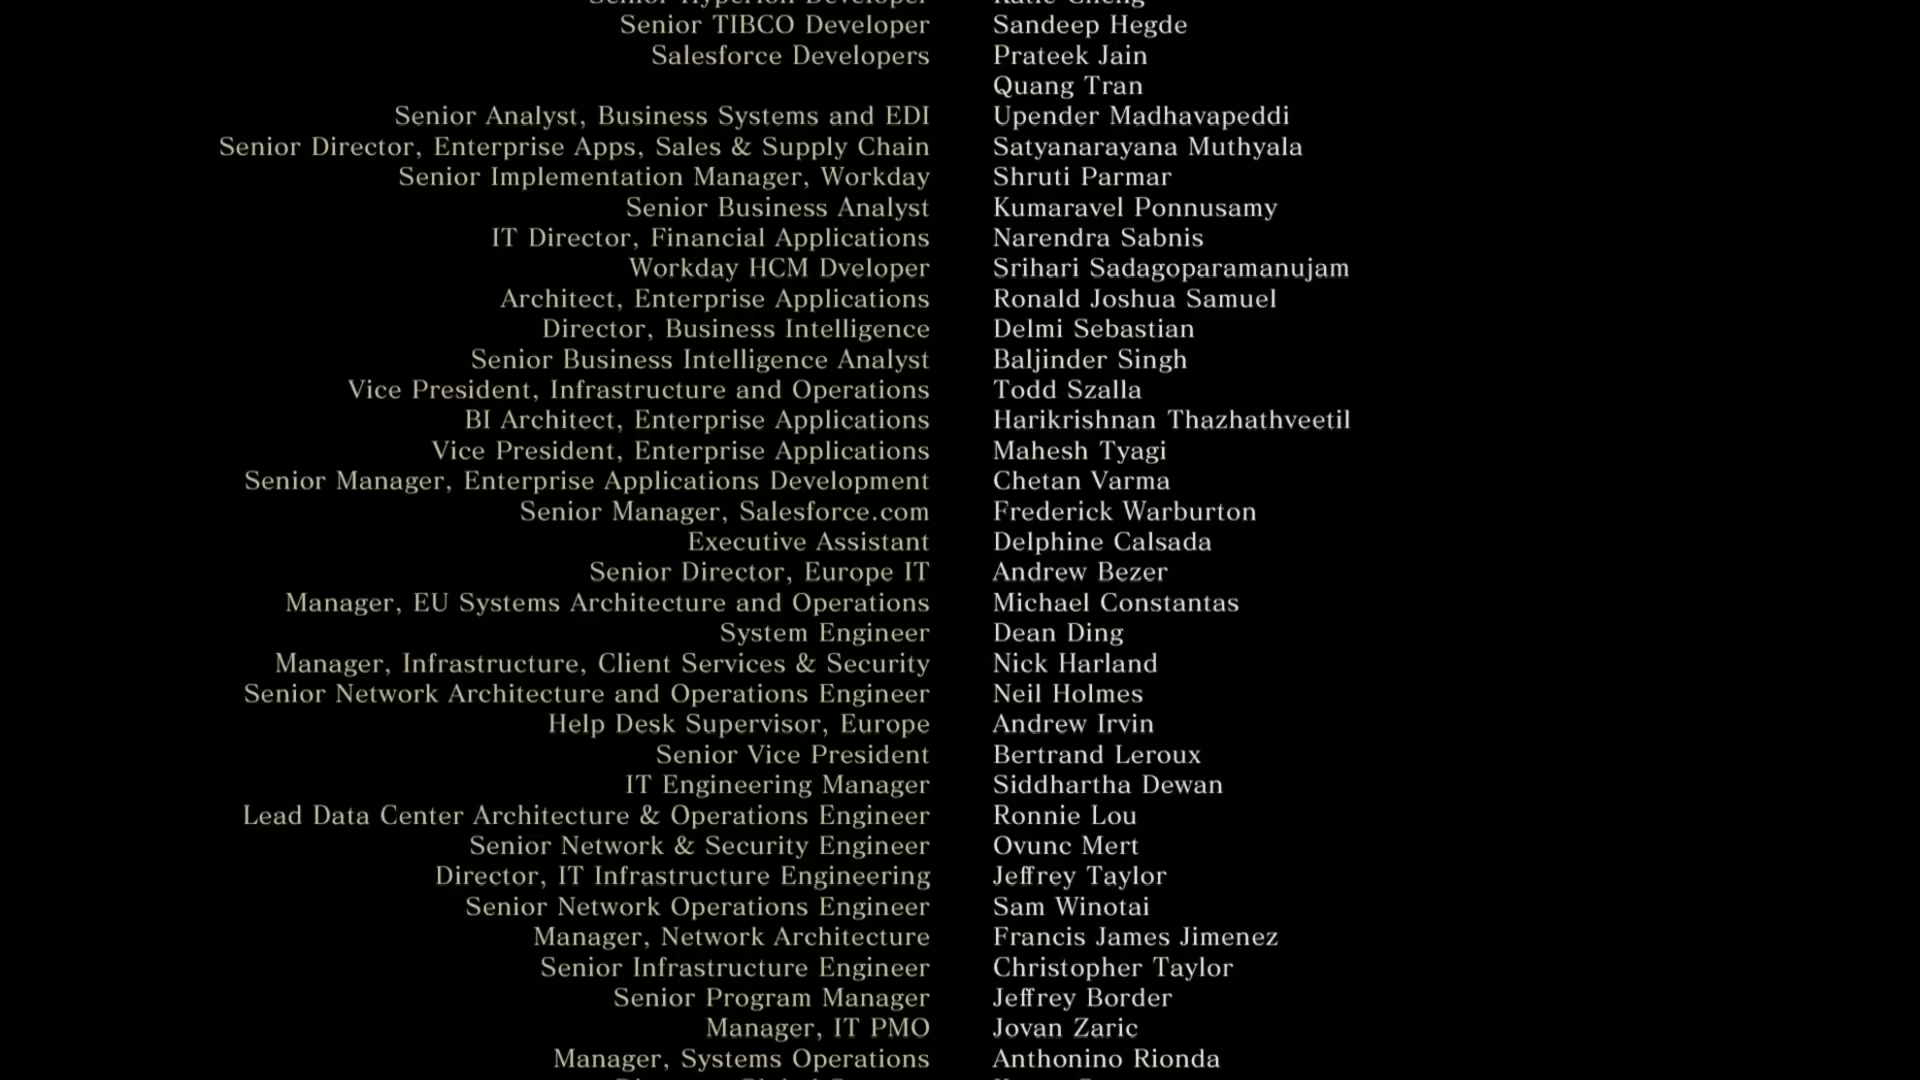 Senior Hyperion Developer Katie Cheng
Senior TIBCO Developer Sandeep Hegde
Salesforce Developers Prateek Jain
Quang Tran
Senior Analyst, Business Systems and EDI Upender Madhavapeddi
Senior Director, Enterprise Apps, Sales & Supply Chain Satyanarayana Muthyala
Senior Implementation Manager, Workday Shruti Parmar
Senior Business Analyst Kumaravel Ponnusamy
IT Director, Financial Applications Narendra Sabnis
Workday HCM Dveloper Srihari Sadagoparamanujam
Architect, Enterprise Applications Ronald Joshua Samuel
Director, Business Intelligence Delmi Sebastian
Senior Business Intelligence Analyst Baljinder Singh
Vice President, Infrastructure and Operations Todd Szalla
BI Architect, Enterprise Applications Harikrishnan Thazhathveetil
Vice President, Enterprise Applications Mahesh Tyagi
Senior Manager, Enterprise Applications Development Chetan Varma
Senior Manager, Salesforce.com Frederick Warburton
Executive Assistant Delphine Calsada
Senior Director, Europe IT Andrew Bezer
Manager, EU Systems Architecture and Operations Michael Constantas
System Engineer Dean Ding
Manager, Infrastructure, Client Services & Security Nick Harland
Senior Network Architecture and Operations Engineer Neil Holmes
Help Desk Supervisor, Europe Andrew Irvin
Senior Vice President Bertrand Leroux
IT Engineering Manager Siddhartha Dewan
Lead Data Center Architecture & Operations Engineer Ronnie Lou
Senior Network & Security Engineer Ovunc Mert
Director, IT Infrastructure Engineering Jeffrey Taylor
Senior Network Operations Engineer Sam Winotai
Manager, Network Architecture Francis James Jimenez
Senior Infrastructure Engineer Christopher Taylor
Senior Program Manager Jeffrey Border
Manager, IT PMO Jovan Zaric
Manager, Systems Operations Anthonino Rionda